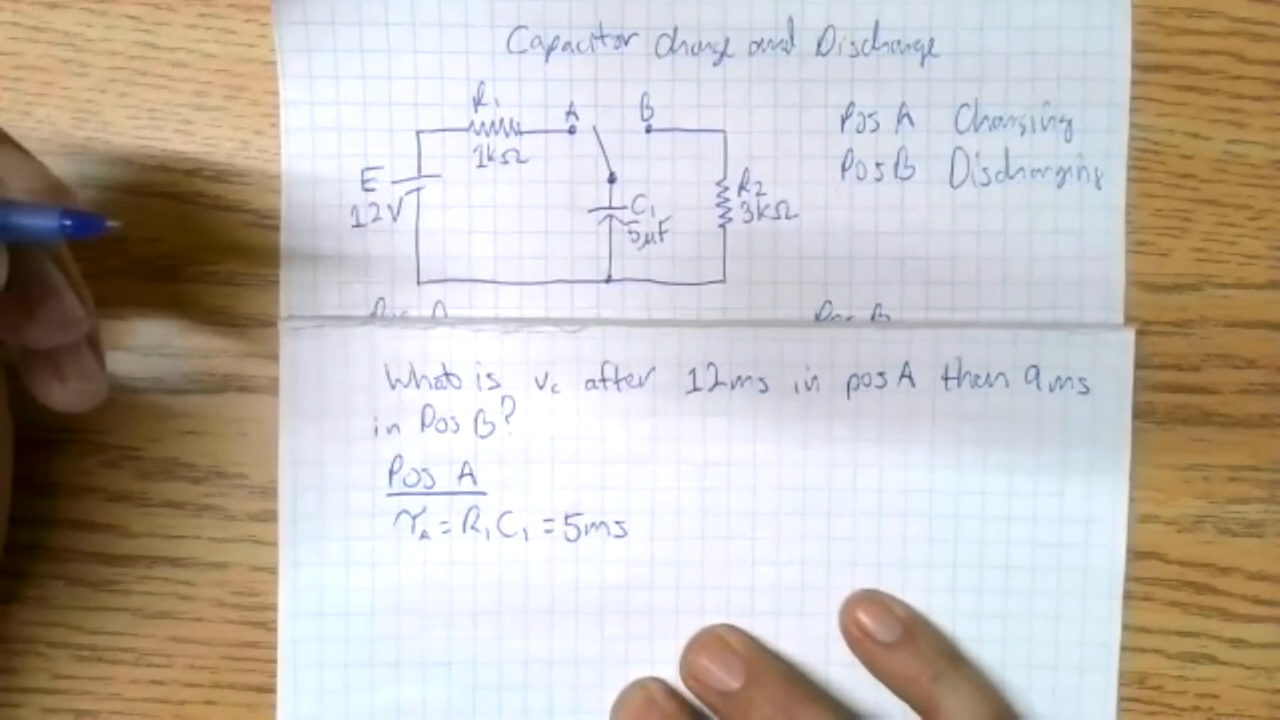 Capacitor Charge and Discharge
R₁
A
B
Pos A Charging
1kΩ
Pos B Discharging
E
12V
C₁
5μF
R₂
3kΩ
What is vc after 12ms in pos A then 9ms
in Pos B?
Pos A
τA = R₁C₁ = 5ms